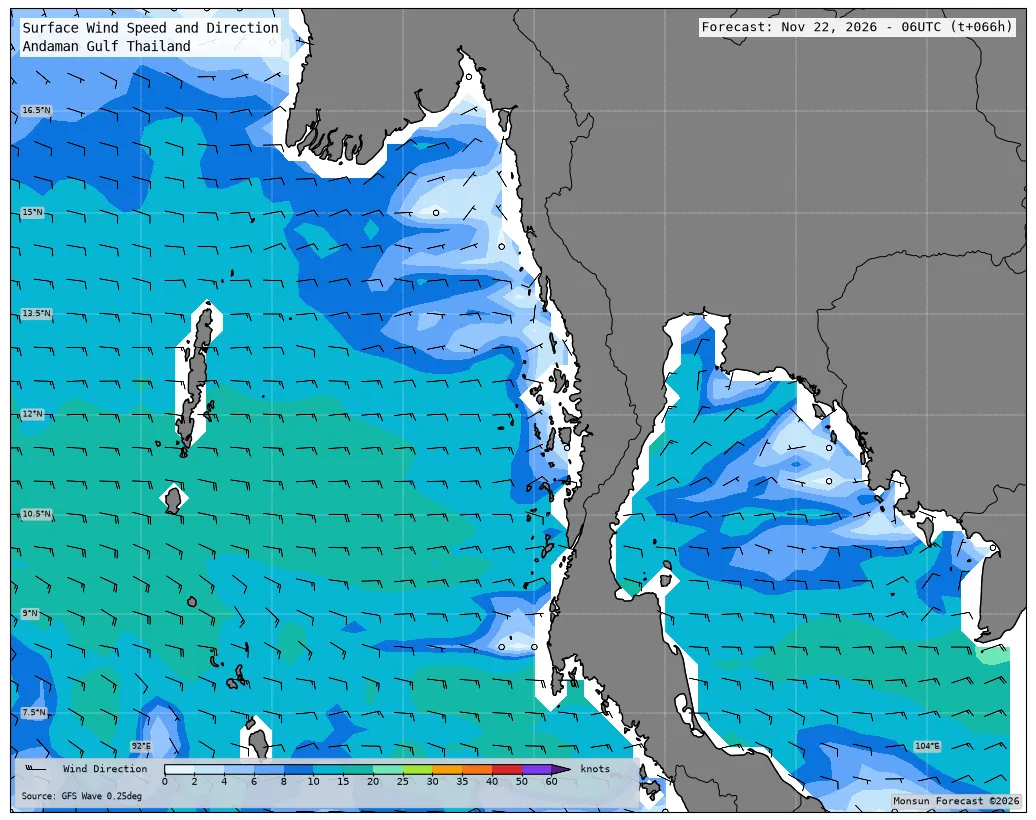 Surface Wind Speed and Direction
Andaman Gulf Thailand
Forecast: Nov 22, 2026 - 06UTC (t+066h)
16.5°N
15°N
13.5°N
12°N
10.5°N
9°N
7.5°N
92°E
104°E
Wind Direction
knots
0 2 4 6 8 10 15 20 25 30 35 40 50 60
Source: GFS Wave 0.25deg
Monsun Forecast ©2026